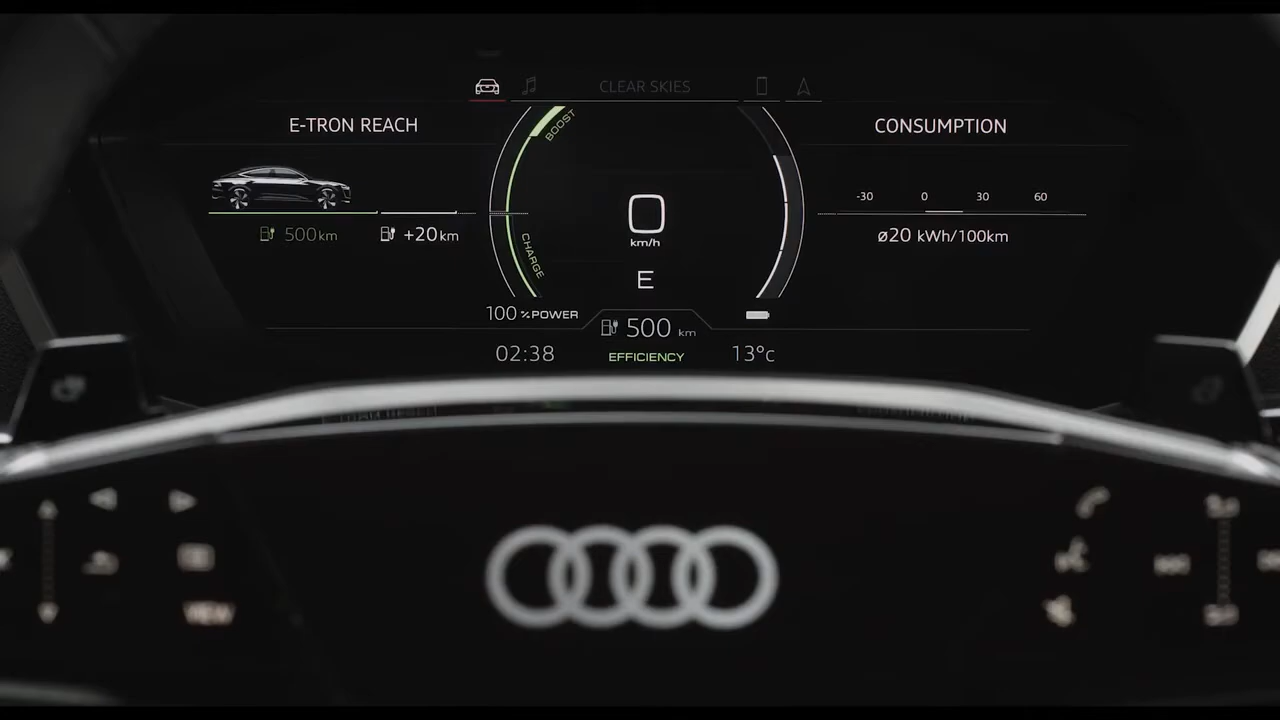 CLEAR SKIES
E-TRON REACH
CONSUMPTION
BOOST
-30 0 30 60
0
km/h
500km
+20km
ø20 kWh/100km
CHARGE
E
100 %POWER
500 km
02:38
EFFICIENCY
13°c
VIEW